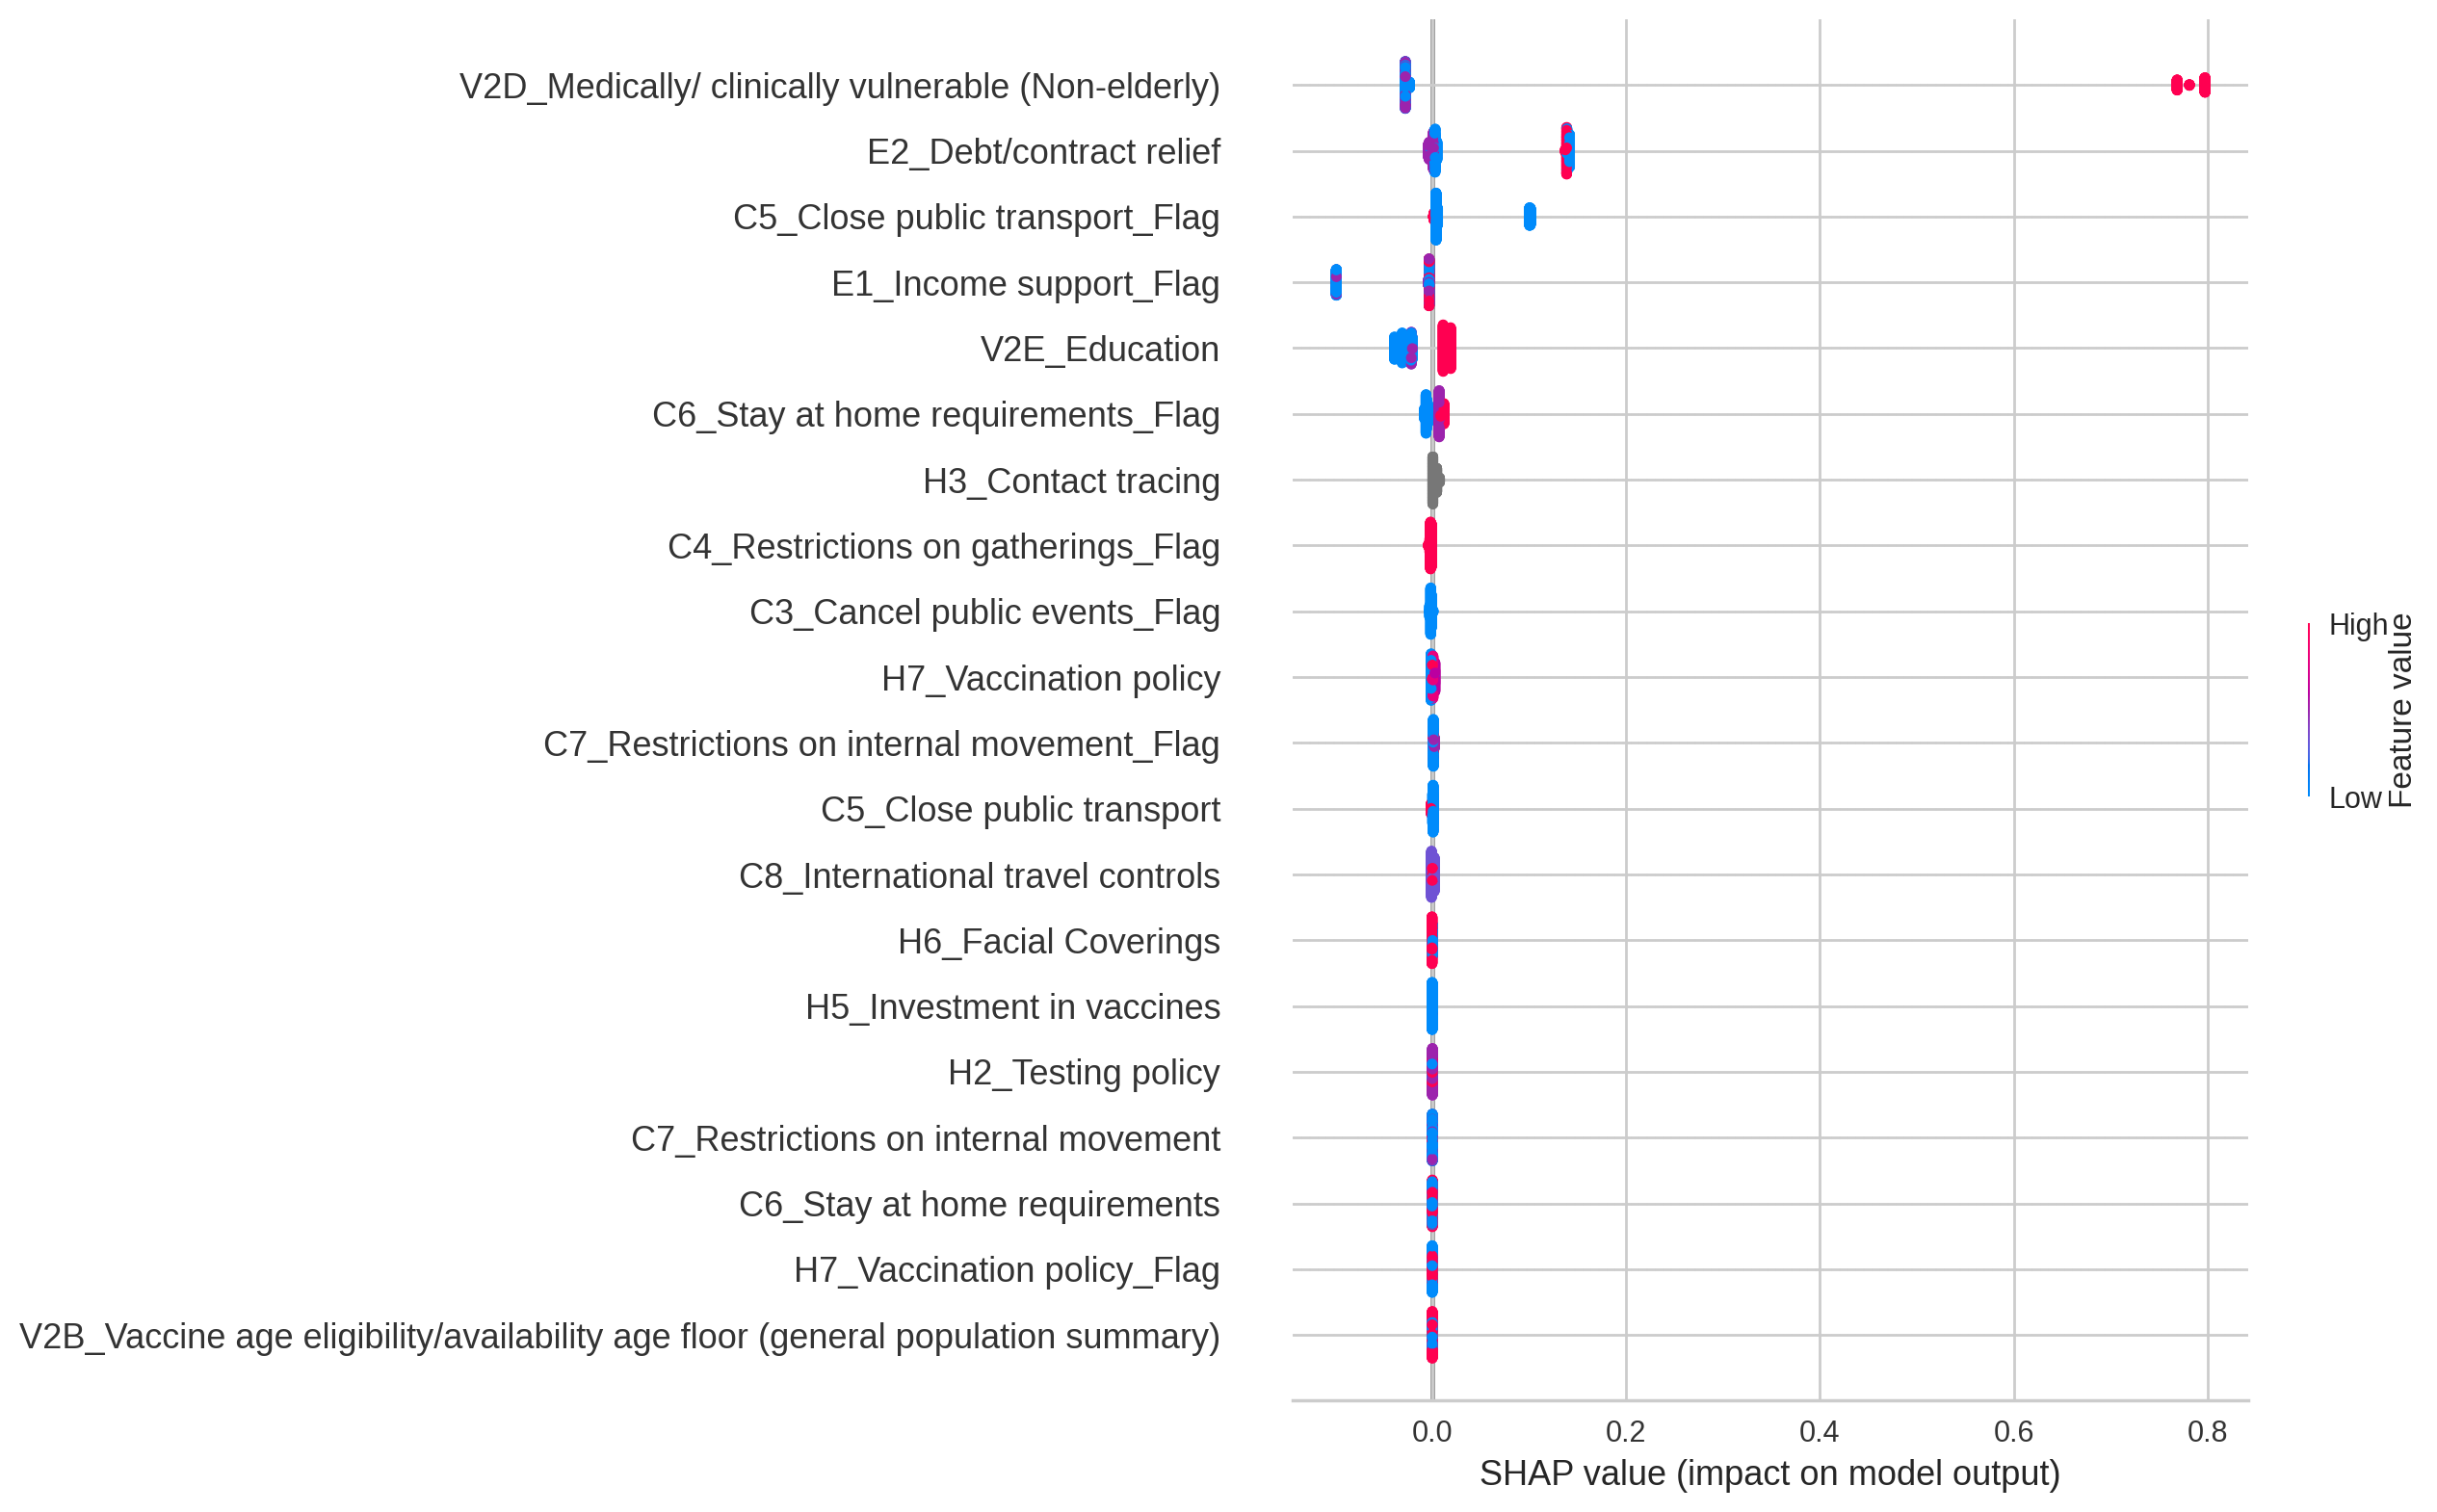 V2D_Medically/ clinically vulnerable (Non-elderly)
E2_Debt/contract relief
C5_Close public transport_Flag
E1_Income support_Flag
V2E_Education
C6_Stay at home requirements_Flag
H3_Contact tracing
C4_Restrictions on gatherings_Flag
C3_Cancel public events_Flag
H7_Vaccination policy
C7_Restrictions on internal movement_Flag
C5_Close public transport
C8_International travel controls
H6_Facial Coverings
H5_Investment in vaccines
H2_Testing policy
C7_Restrictions on internal movement
C6_Stay at home requirements
H7_Vaccination policy_Flag
V2B_Vaccine age eligibility/availability age floor (general population summary)
0.0 0.2 0.4 0.6 0.8
SHAP value (impact on model output)
High
Low
Feature value